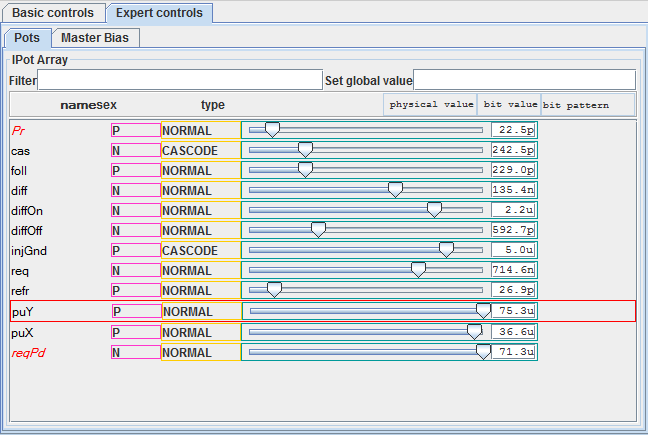 Basic controls Expert controls
Pots Master Bias
IPot Array
Filter Set global value
name sex type physical value bit value bit pattern
Pr P NORMAL 22.5p
cas N CASCODE 242.5p
foll P NORMAL 229.0p
diff N NORMAL 135.4n
diffOn N NORMAL 2.2u
diffOff N NORMAL 592.7p
injGnd P CASCODE 5.0u
req N NORMAL 714.6n
refr P NORMAL 26.9p
puY P NORMAL 75.3u
puX P NORMAL 36.6u
reqPd N NORMAL 71.3u